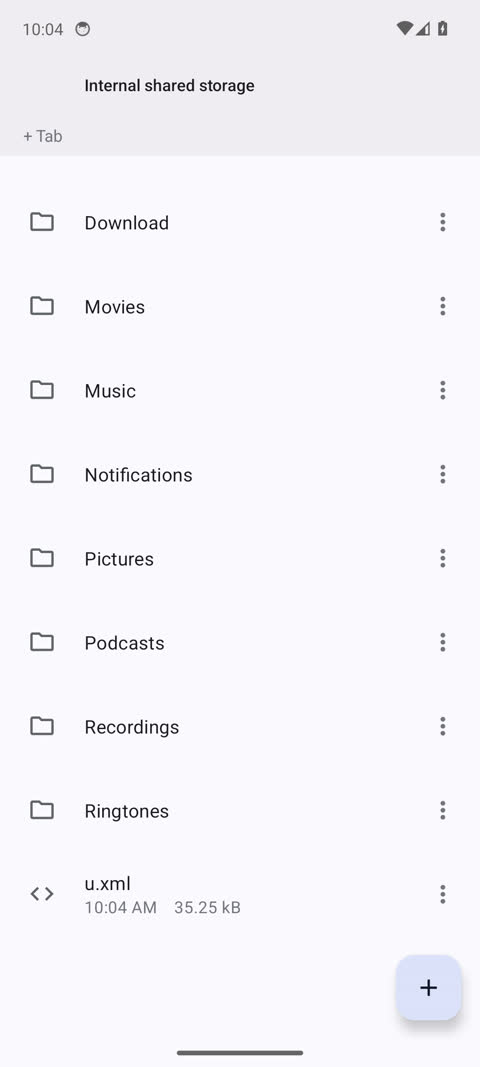 10:04
Internal shared storage
+ Tab
Download
Movies
Music
Notifications
Pictures
Podcasts
Recordings
Ringtones
u.xml
10:04 AM 35.25 kB